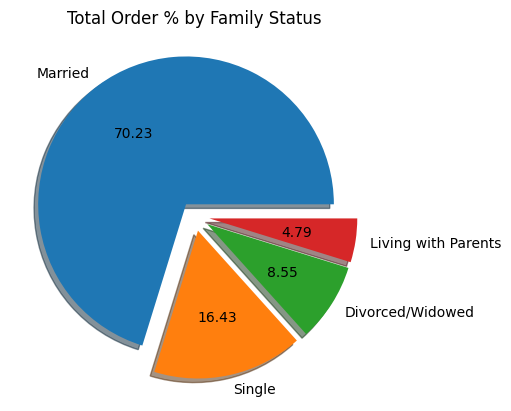 Total Order % by Family Status
Married
70.23
4.79
Living with Parents
8.55
Divorced/Widowed
16.43
Single